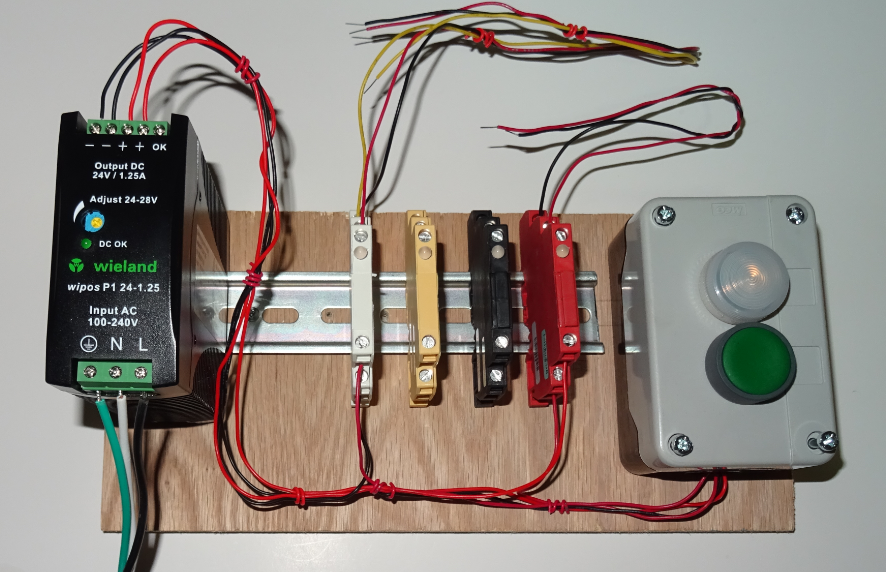 − − + + OK
Output DC
24V / 1.25A
Adjust 24-28V
DC OK
wieland
wipos P1 24-1.25
Input AC
100-240V
N L